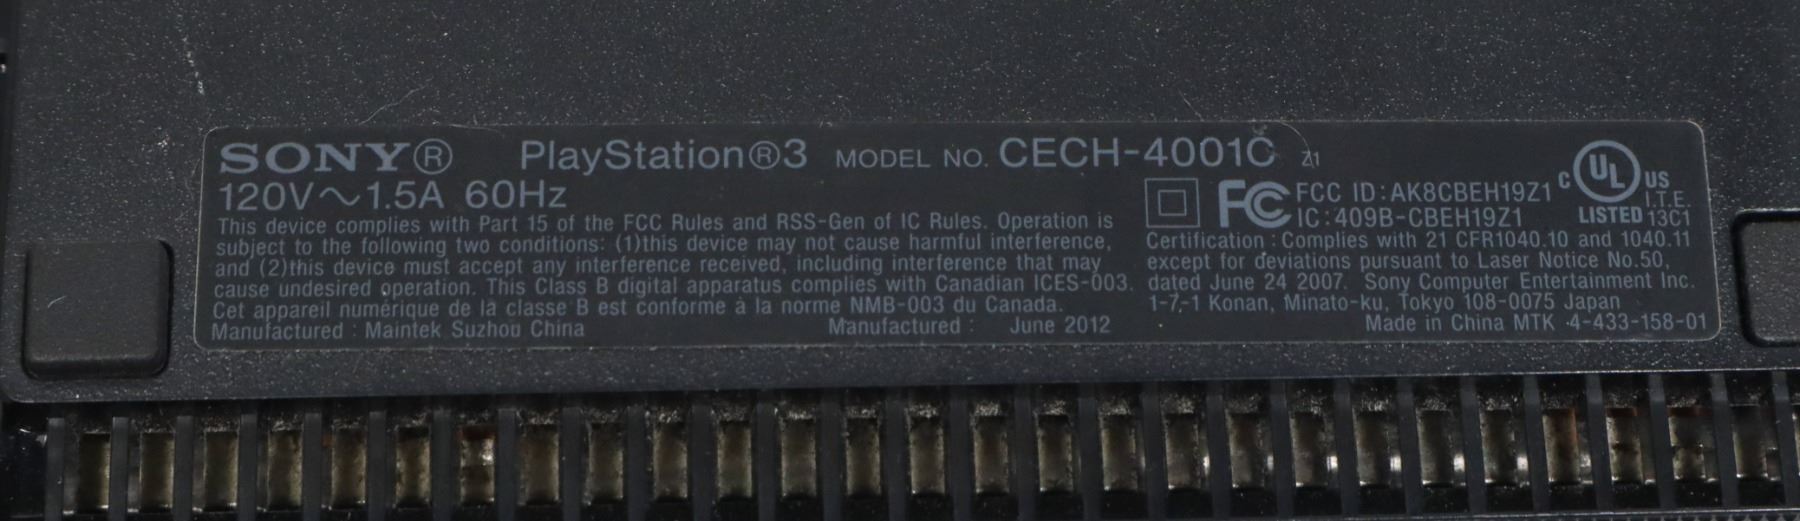 SONY® PlayStation®3 MODEL NO. CECH-4001C Z1
120V~1.5A 60Hz
This device complies with Part 15 of the FCC Rules and RSS-Gen of IC Rules. Operation is
subject to the following two conditions: (1)this device may not cause harmful interference,
and (2)this device must accept any interference received, including interference that may
cause undesired operation. This Class B digital apparatus complies with Canadian ICES-003.
Cet appareil numérique de la classe B est conforme à la norme NMB-003 du Canada.
Manufactured : Maintek Suzhou China Manufactured : June 2012
FC FCC ID:AK8CBEH19Z1
IC:409B-CBEH19Z1
C UL US
I.T.E.
LISTED 13C1
Certification : Complies with 21 CFR1040.10 and 1040.11
except for deviations pursuant to Laser Notice No.50,
dated June 24 2007. Sony Computer Entertainment Inc.
1-7-1 Konan, Minato-ku, Tokyo 108-0075 Japan
Made in China MTK 4-433-158-01